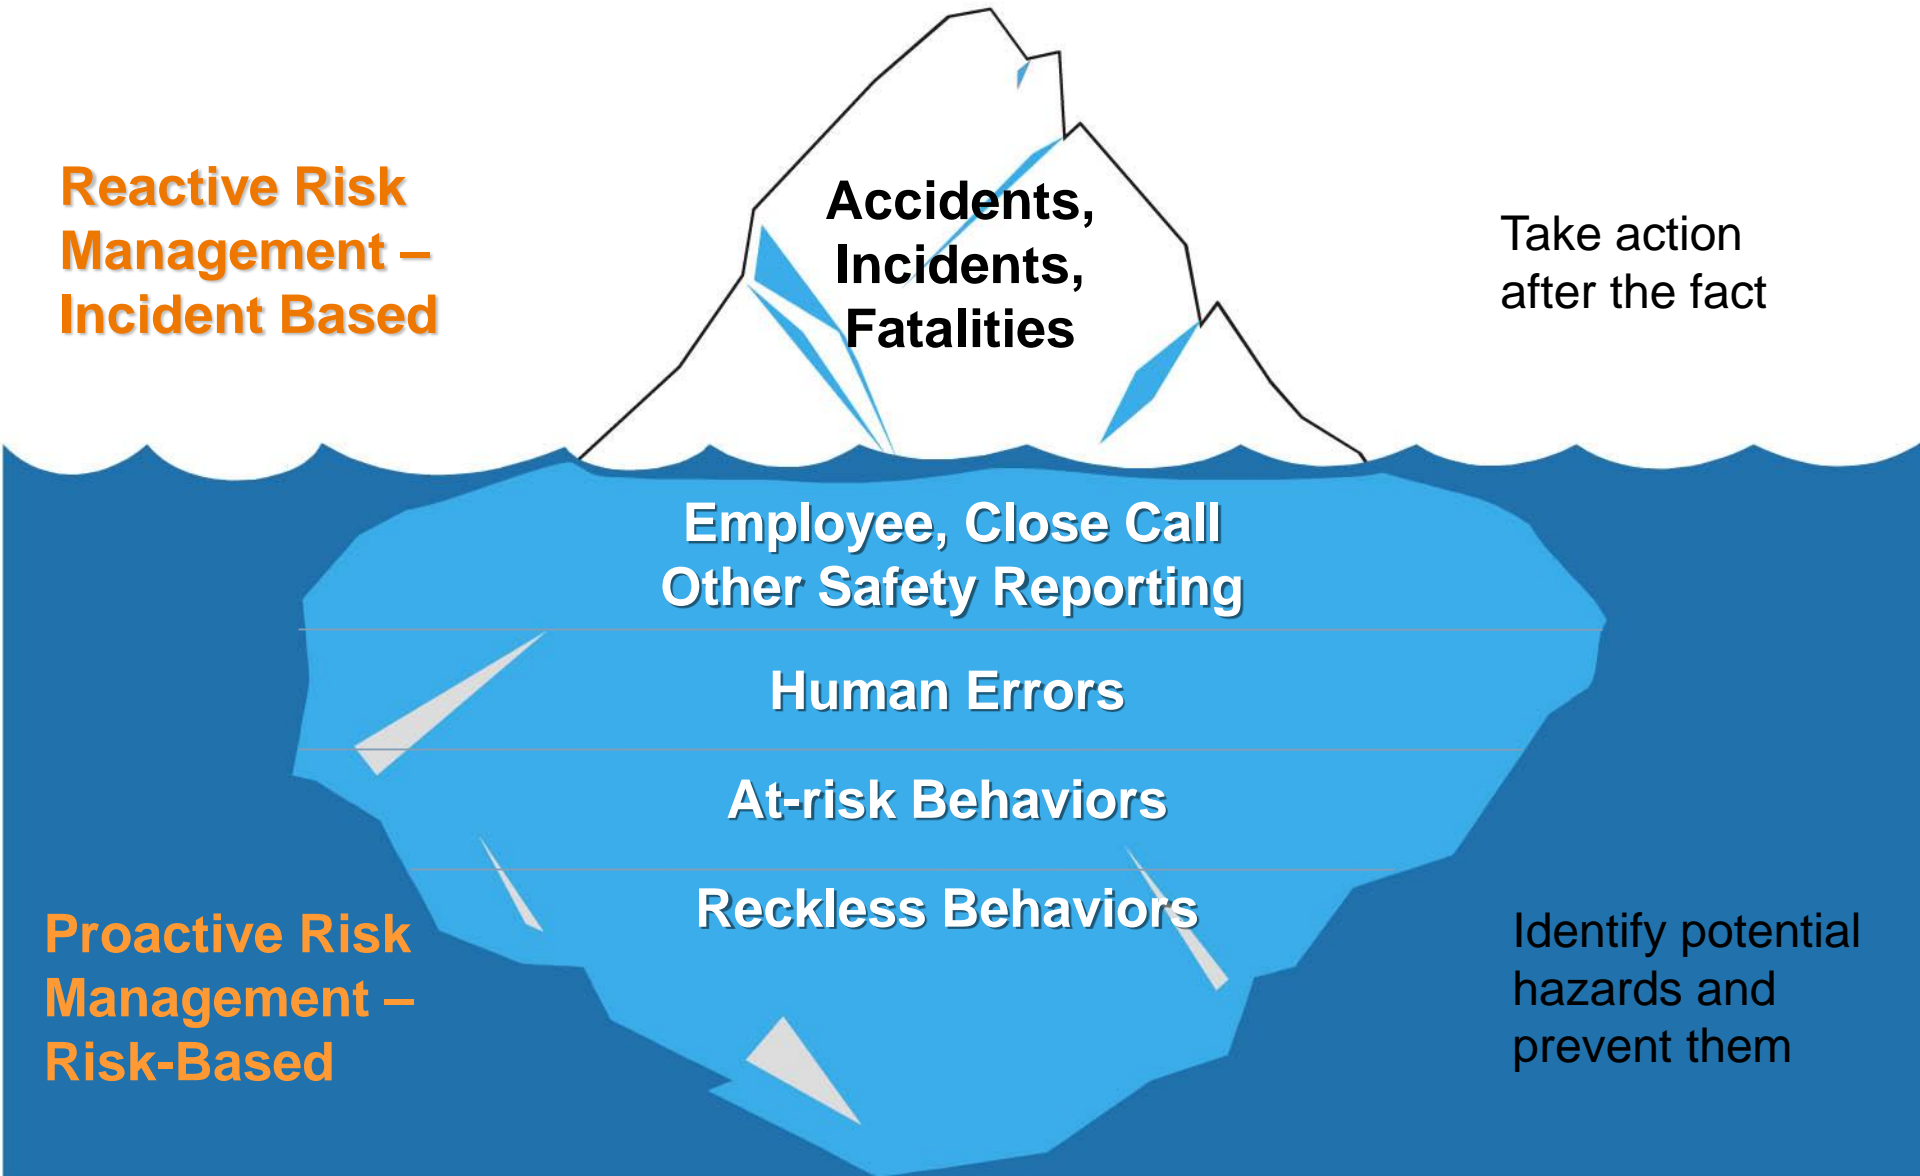 Reactive Risk
Management –
Incident Based
Accidents,
Incidents,
Fatalities
Take action
after the fact
Employee, Close Call
Other Safety Reporting
Human Errors
At-risk Behaviors
Reckless Behaviors
Proactive Risk
Management –
Risk-Based
Identify potential
hazards and
prevent them